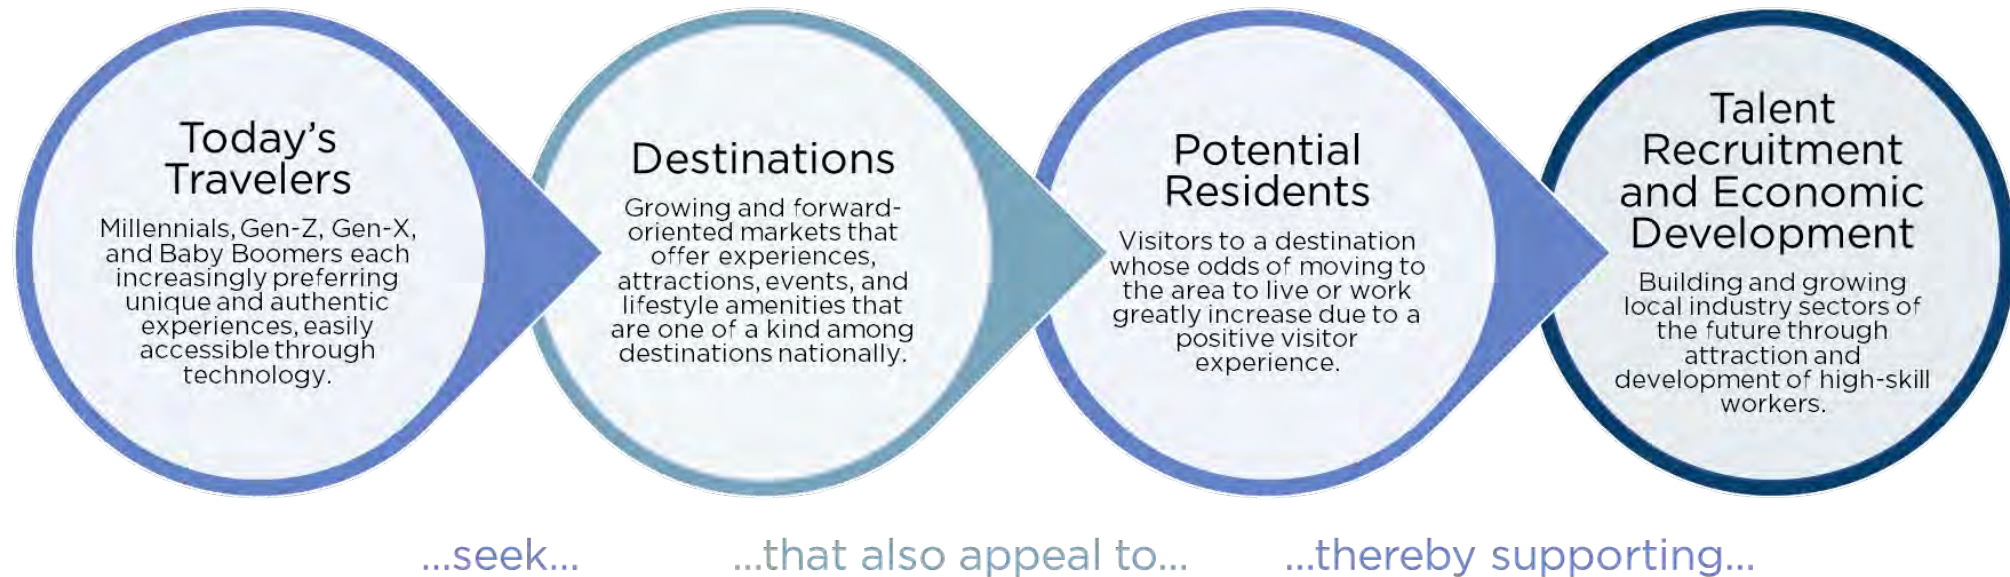 Today's
Travelers
Millennials, Gen-Z, Gen-X,
and Baby Boomers each
increasingly preferring
unique and authentic
experiences, easily
accessible through
technology.
Destinations
Growing and forward-
oriented markets that
offer experiences,
attractions, events, and
lifestyle amenities that
are one of a kind among
destinations nationally.
Potential
Residents
Visitors to a destination
whose odds of moving to
the area to live or work
greatly increase due to a
positive visitor
experience.
Talent
Recruitment
and Economic
Development
Building and growing
local industry sectors of
the future through
attraction and
development of high-skill
workers.
...seek...
...that also appeal to...
...thereby supporting...